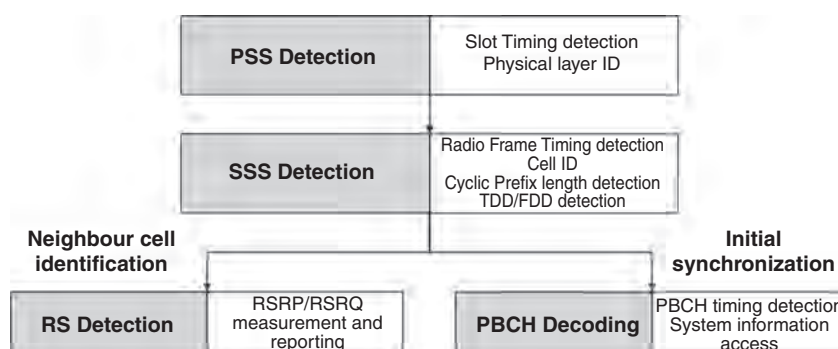 PSS Detection
Slot Timing detection
Physical layer ID
SSS Detection
Radio Frame Timing detection
Cell ID
Cyclic Prefix length detection
TDD/FDD detection
Neighbour cell
identification
Initial
synchronization
RS Detection
RSRP/RSRQ
measurement and
reporting
PBCH Decoding
PBCH timing detection
System information
access